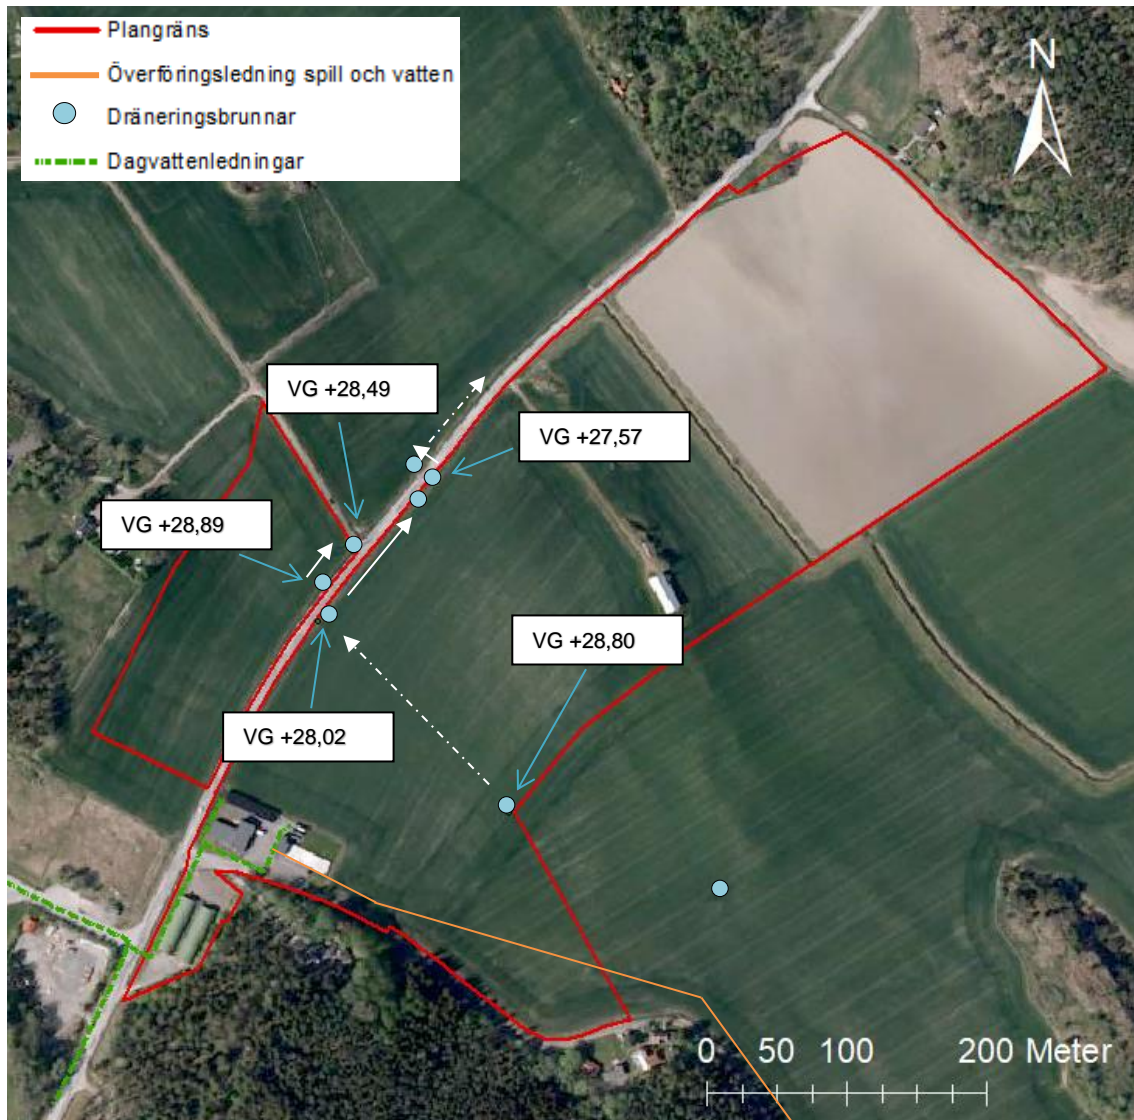 Plangräns
Överföringsledning spill och vatten
Dräneringsbrunnar
Dagvattenledningar
N
VG +28,49
VG +27,57
VG +28,89
VG +28,80
VG +28,02
0 50 100 200 Meter